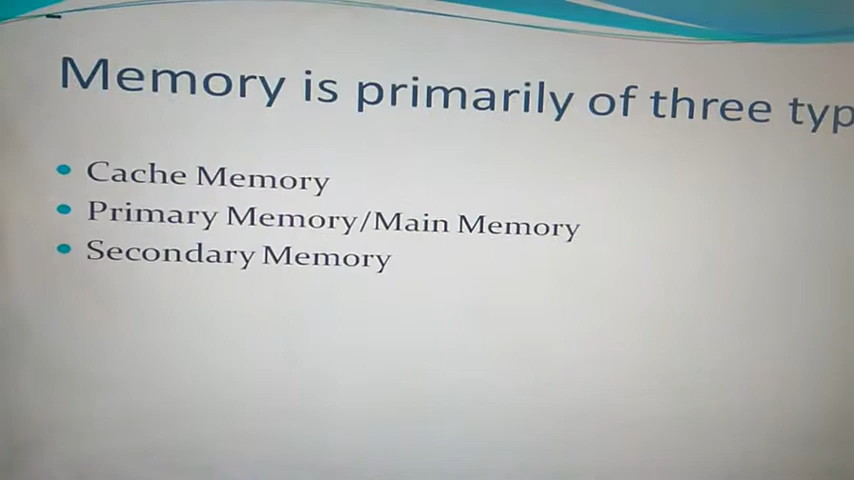 Memory is primarily of three typ
Cache Memory
Primary Memory/Main Memory
Secondary Memory